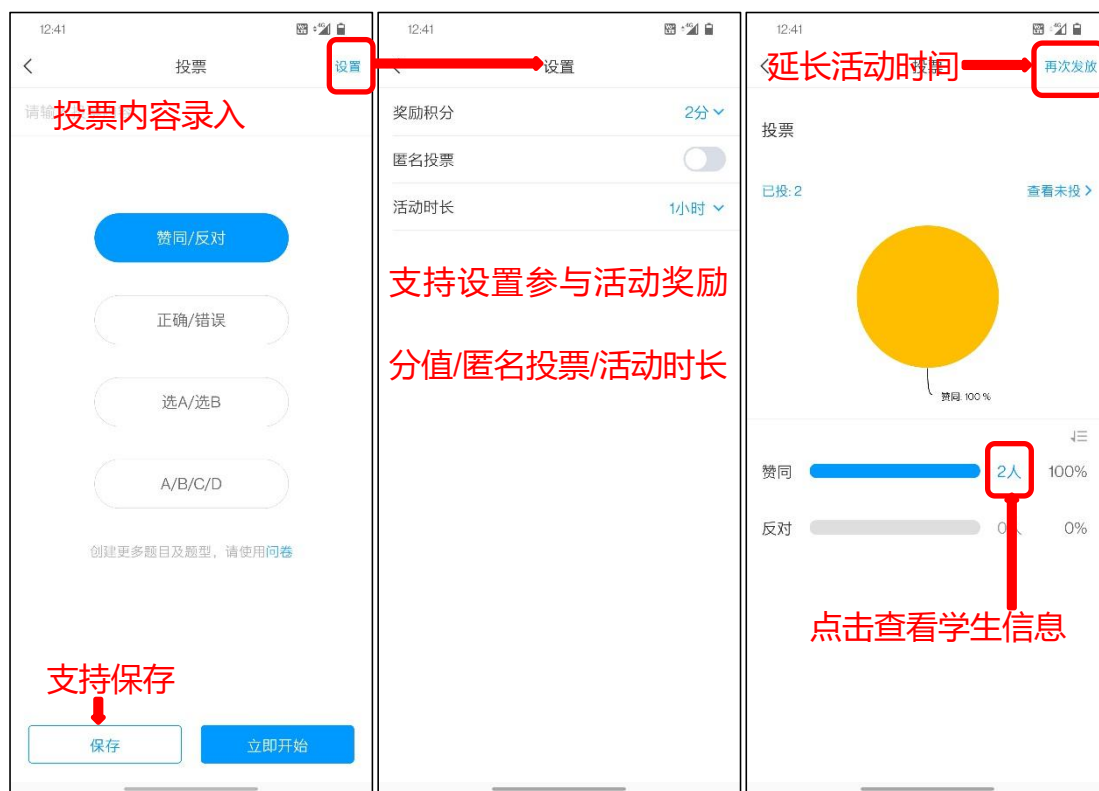 12:41
投票
设置
请输
投票内容录入
赞同/反对
正确/错误
选A/选B
A/B/C/D
创建更多题目及题型，请使用问卷
支持保存
保存
立即开始
12:41
设置
奖励积分
2分
匿名投票
活动时长
1小时
支持设置参与活动奖励
分值/匿名投票/活动时长
12:41
延长活动时间
投票
再次发放
投票
已投: 2
查看未投
赞同: 100 %
赞同
2人
100%
反对
0人
0%
点击查看学生信息